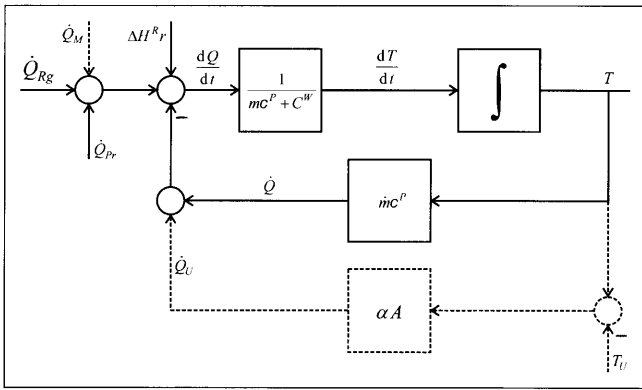 Q̇_M
ΔH^R r
Q̇_Rg
dQ
dt
1
mc^P + C^W
dT
dt
∫
T
Q̇_Pr
−
Q̇
ṁc^P
Q̇_U
αA
−
T_U